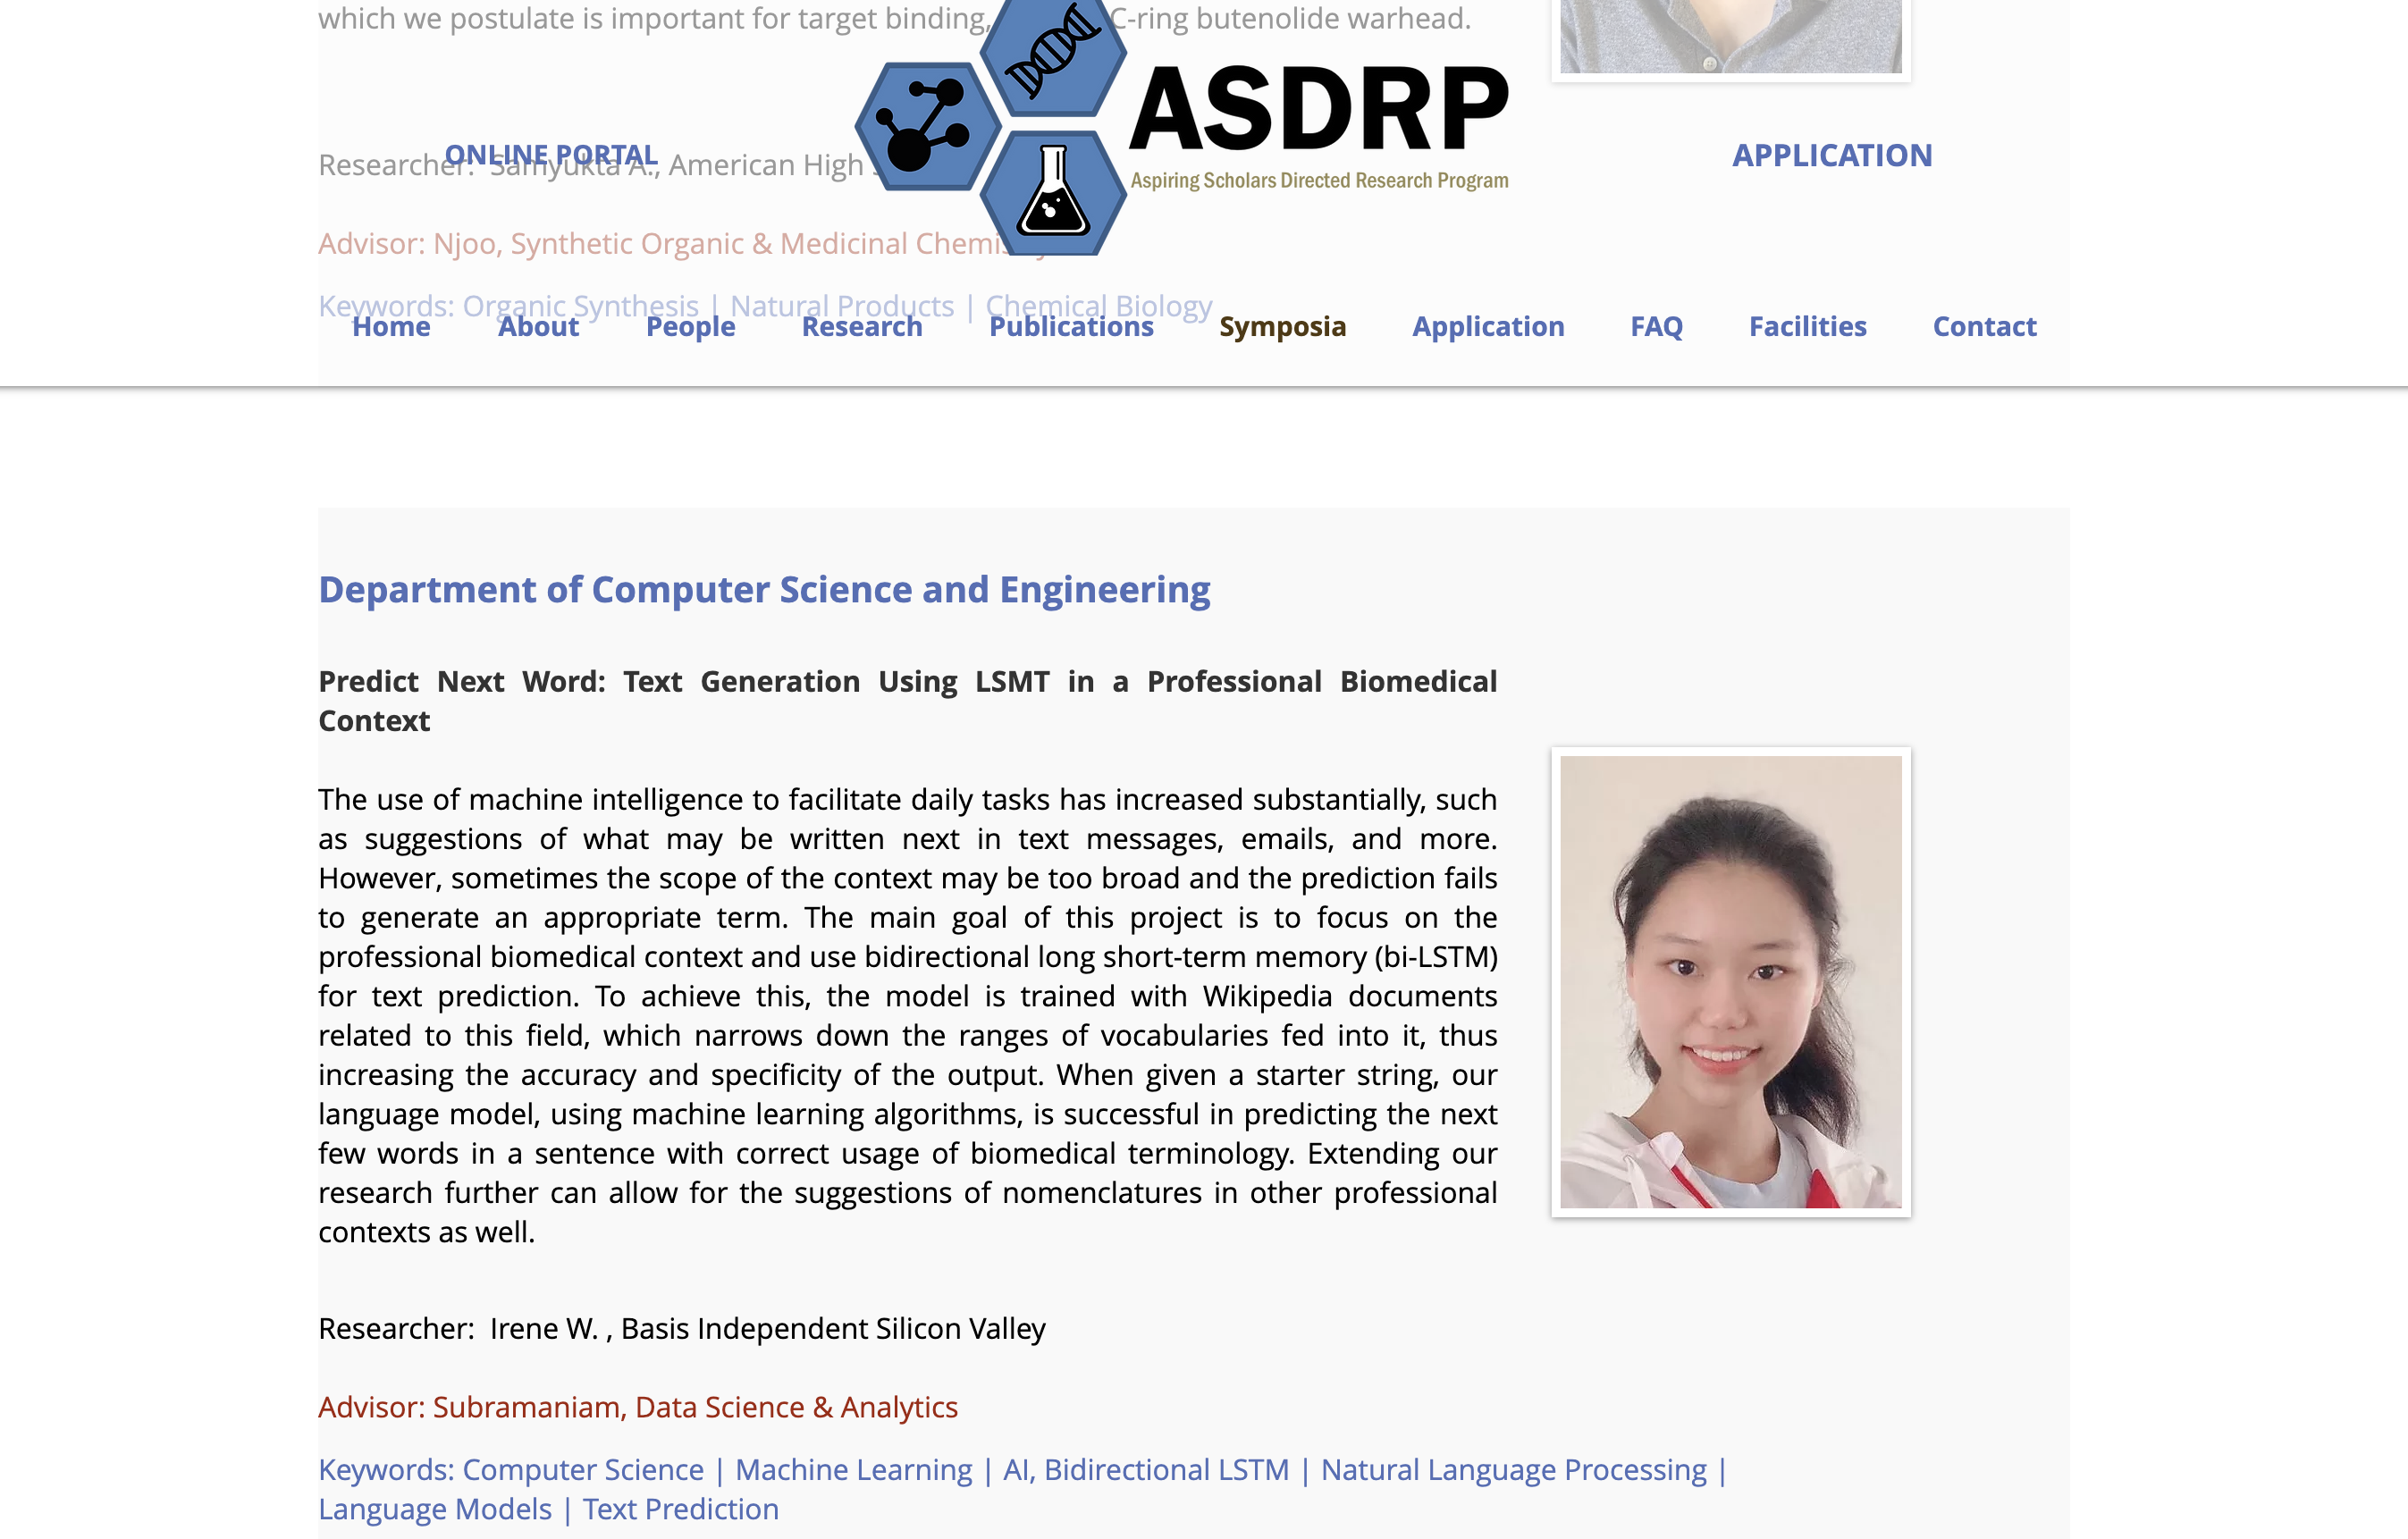 which we postulate is important for target binding, C-ring butenolide warhead.
ASDRP
Aspiring Scholars Directed Research Program
ONLINE PORTAL
APPLICATION
Researcher: Samyukta A., American High
Advisor: Njoo, Synthetic Organic & Medicinal
Keywords: Organic Synthesis | Natural Products | Chemical Biology
Home About People Research Publications Symposia Application FAQ Facilities Contact
Department of Computer Science and Engineering
Predict Next Word: Text Generation Using LSMT in a Professional Biomedical
Context
The use of machine intelligence to facilitate daily tasks has increased substantially, such
as suggestions of what may be written next in text messages, emails, and more.
However, sometimes the scope of the context may be too broad and the prediction fails
to generate an appropriate term. The main goal of this project is to focus on the
professional biomedical context and use bidirectional long short-term memory (bi-LSTM)
for text prediction. To achieve this, the model is trained with Wikipedia documents
related to this field, which narrows down the ranges of vocabularies fed into it, thus
increasing the accuracy and specificity of the output. When given a starter string, our
language model, using machine learning algorithms, is successful in predicting the next
few words in a sentence with correct usage of biomedical terminology. Extending our
research further can allow for the suggestions of nomenclatures in other professional
contexts as well.
Researcher: Irene W. , Basis Independent Silicon Valley
Advisor: Subramaniam, Data Science & Analytics
Keywords: Computer Science | Machine Learning | AI, Bidirectional LSTM | Natural Language Processing |
Language Models | Text Prediction